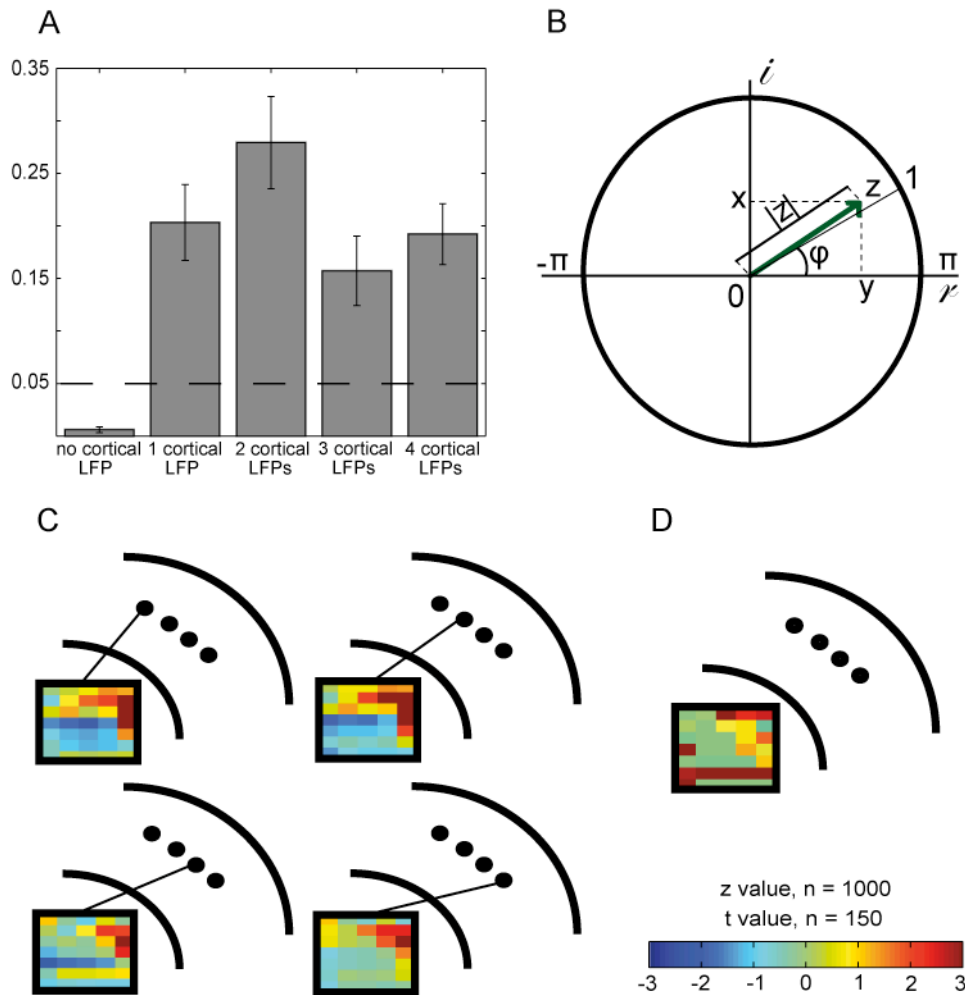 A
0.35
0.25
0.15
0.05
no cortical LFP
1 cortical LFP
2 cortical LFPs
3 cortical LFPs
4 cortical LFPs
B
i
x
|z|
z
1
-π
φ
π
0
y
r
C
D
z value, n = 1000
t value, n = 150
-3 -2 -1 0 1 2 3